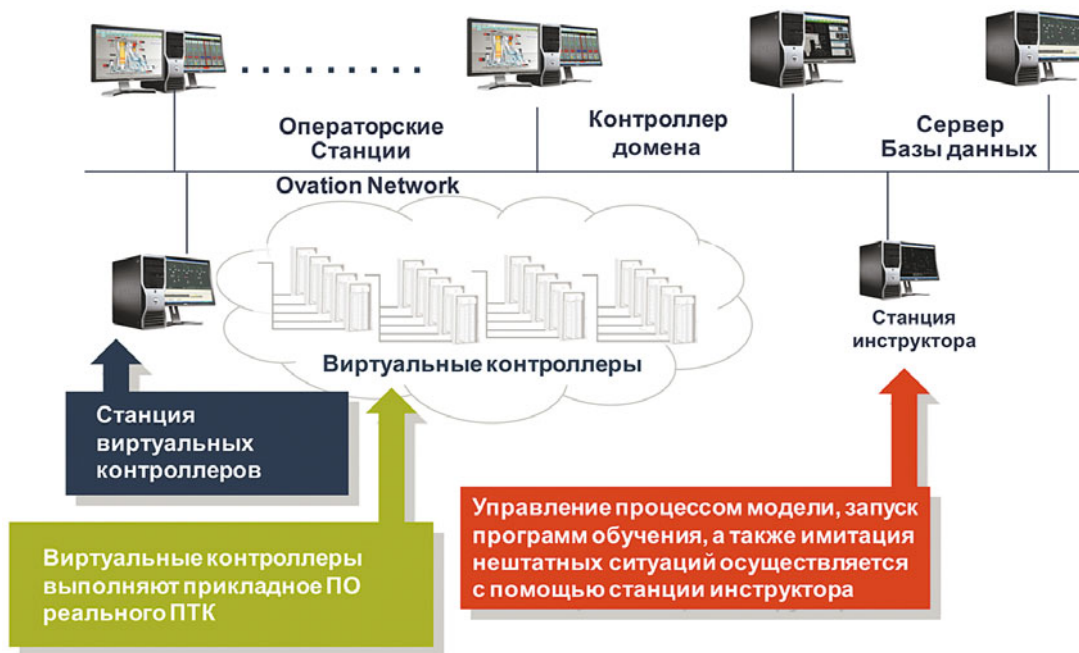 Операторские
Станции
Контроллер
домена
Сервер
Базы данных
Ovation Network
Виртуальные контроллеры
Станция
инструктора
Станция
виртуальных
контроллеров
Виртуальные контроллеры
выполняют прикладное ПО
реального ПТК
Управление процессом модели, запуск
программ обучения, а также имитация
нештатных ситуаций осуществляется
с помощью станции инструктора